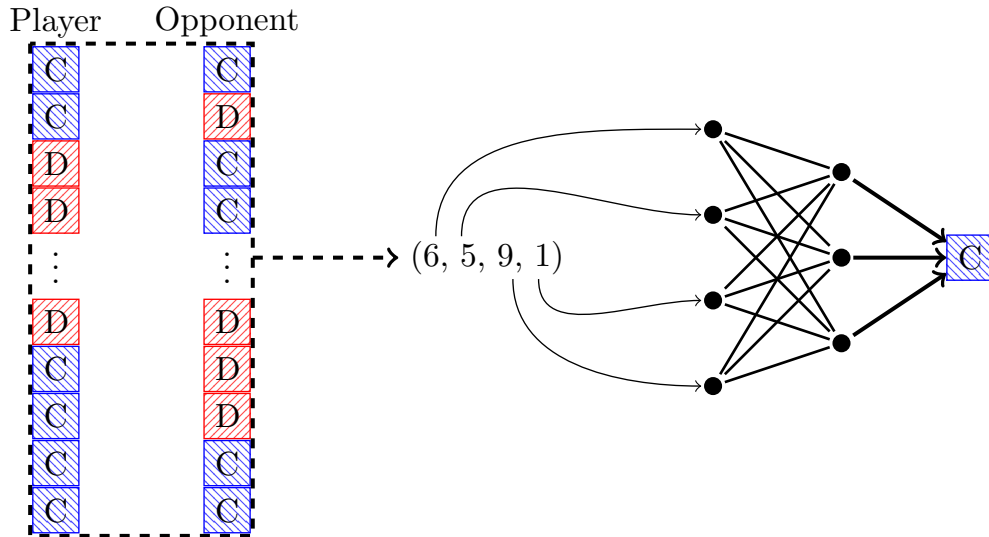 Player Opponent
C C
C D
D C
D C
⋮ ⋮
D D
C D
C D
C C
C C
(6, 5, 9, 1)
C